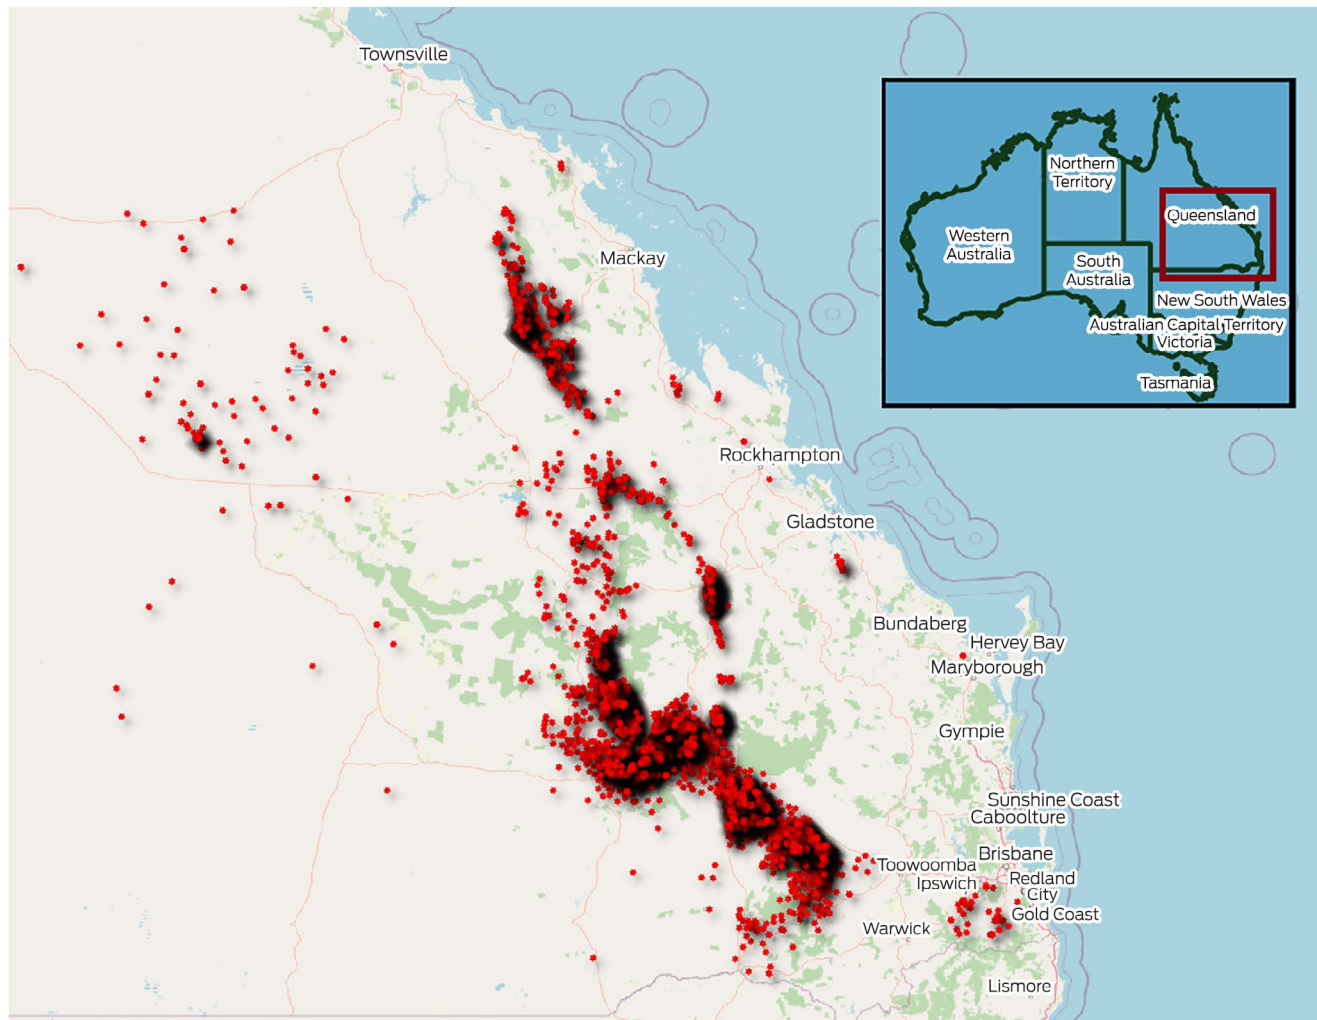 Townsville
Mackay
Rockhampton
Gladstone
Bundaberg
Hervey Bay
Maryborough
Gympie
Sunshine Coast
Caboolture
Toowoomba
Brisbane
Ipswich
Redland
City
Gold Coast
Warwick
Lismore
Northern
Territory
Queensland
Western
Australia
South
Australia
New South Wales
Australian Capital Territory
Victoria
Tasmania